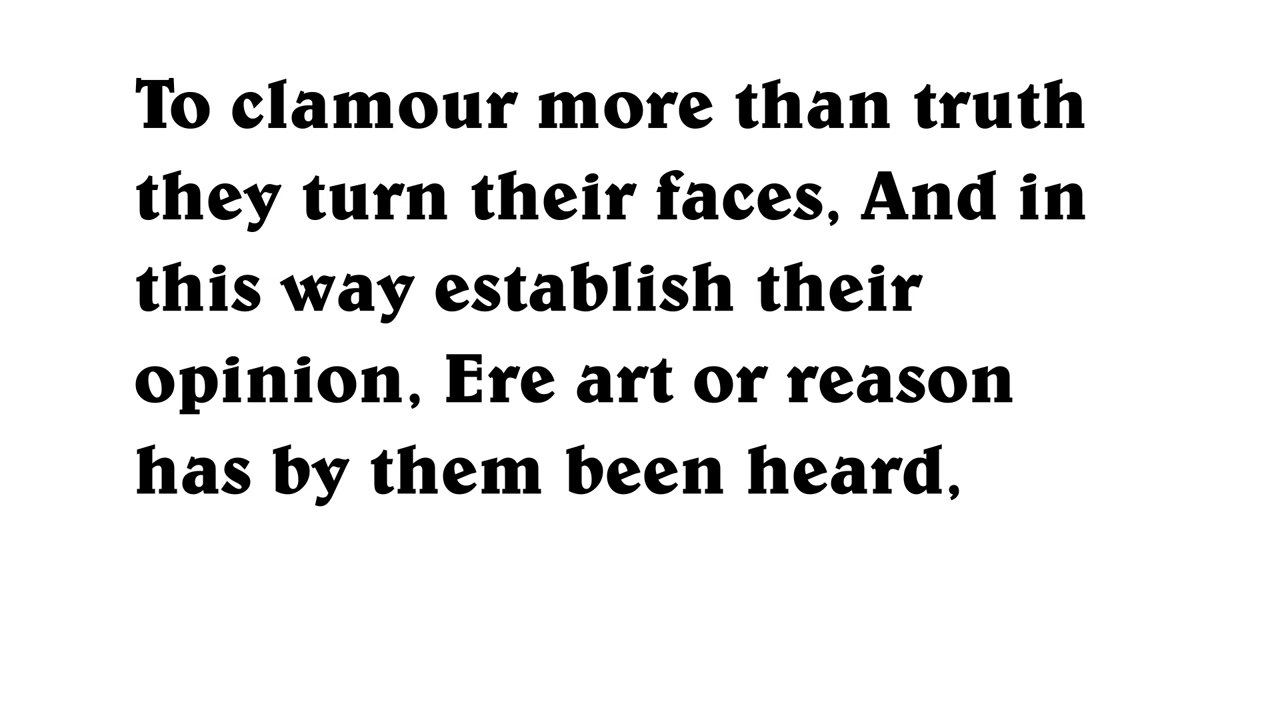 To clamour more than truth
they turn their faces, And in
this way establish their
opinion, Ere art or reason
has by them been heard,